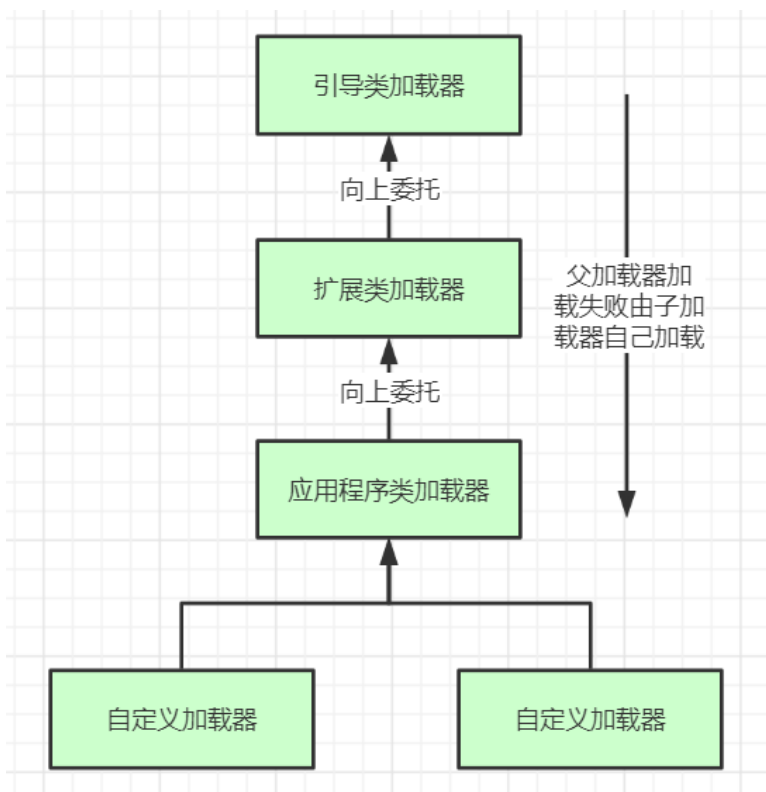 引导类加载器
向上委托
扩展类加载器
父加载器加
载失败由子加
载器自己加载
向上委托
应用程序类加载器
自定义加载器
自定义加载器